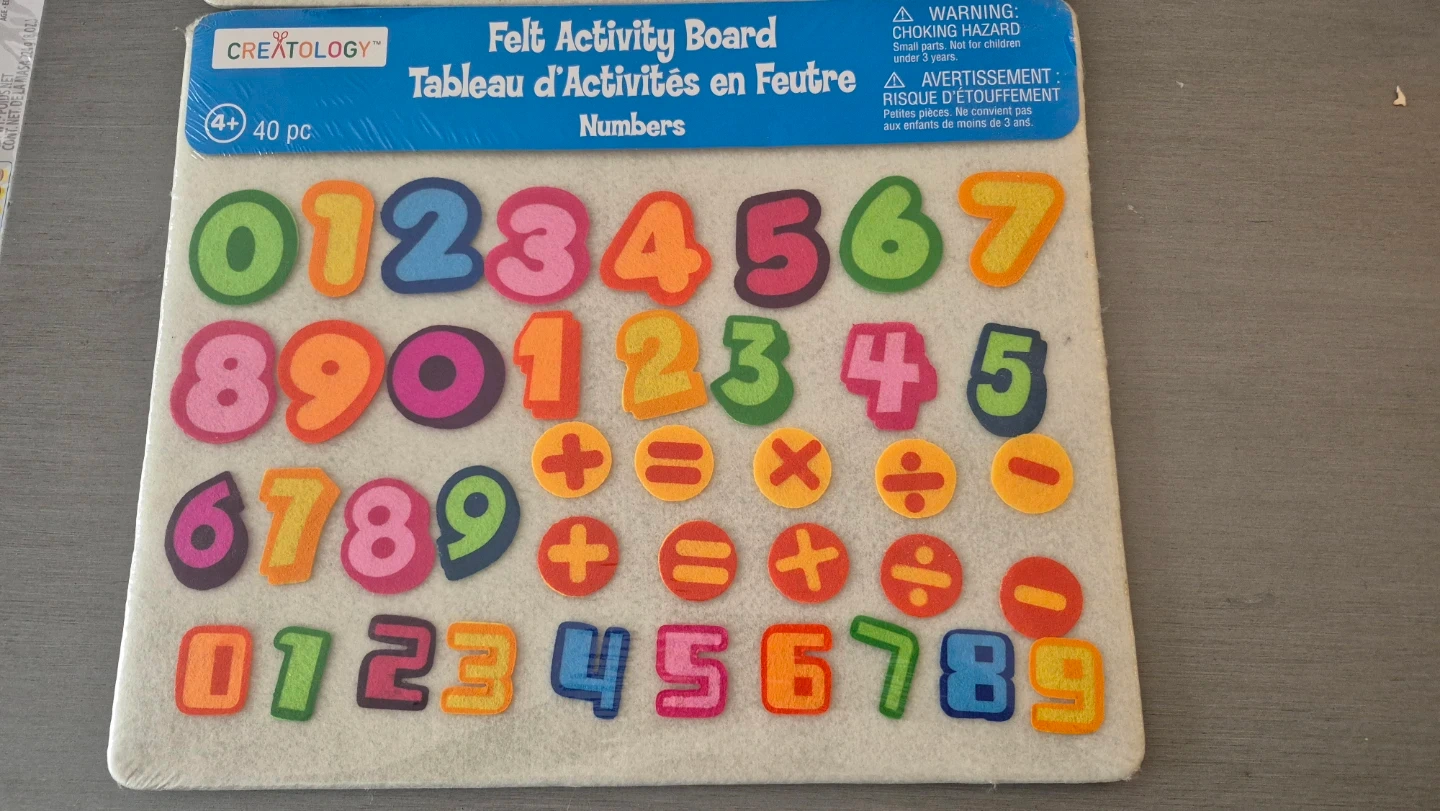 CREATOLOGY™
Felt Activity Board
Tableau d'Activités en Feutre
Numbers
4+ 40 pc
⚠ WARNING:
CHOKING HAZARD
Small parts. Not for children
under 3 years.
⚠ AVERTISSEMENT :
RISQUE D'ÉTOUFFEMENT
Petites pièces. Ne convient pas
aux enfants de moins de 3 ans.
0 1 2 3 4 5 6 7
8 9 0 1 2 3 4 5
+ = × ÷ -
6 7 8 9
+ = × ÷ -
0 1 2 3 4 5 6 7 8 9